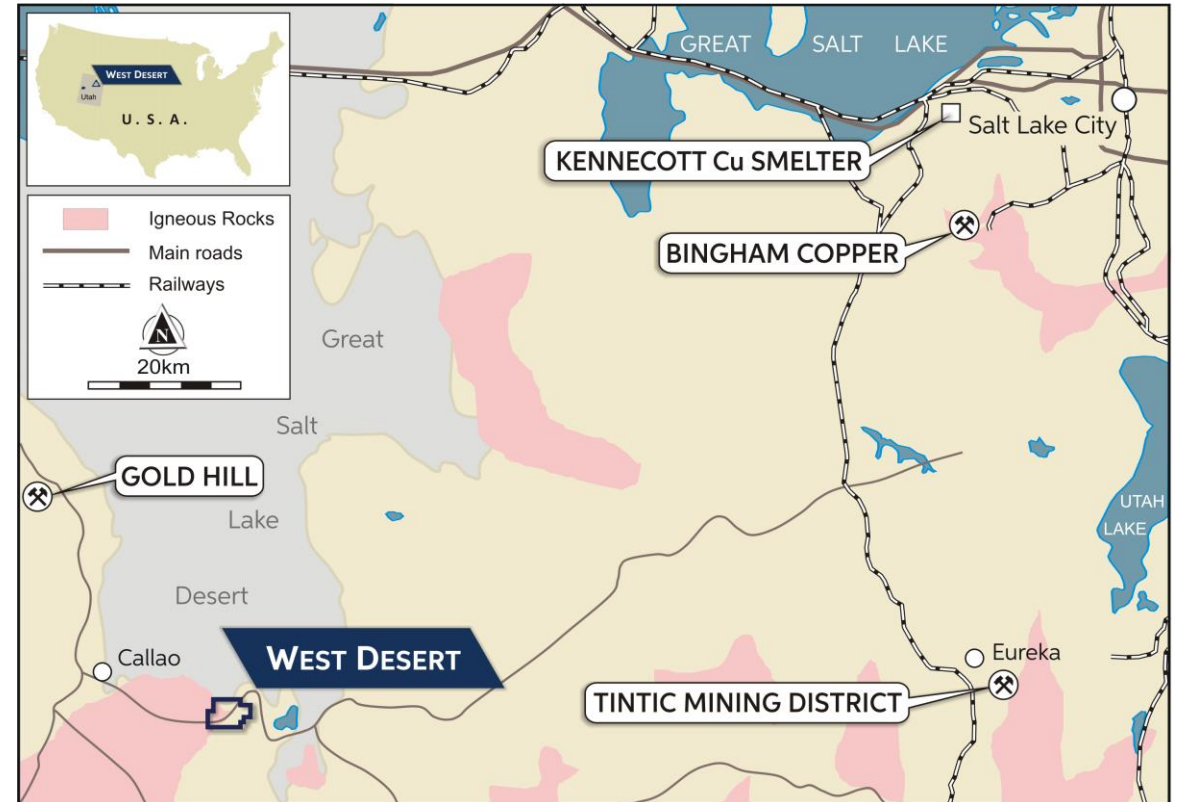 WEST DESERT
Utah
U. S. A.
Igneous Rocks
Main roads
Railways
N
20km
GREAT SALT LAKE
Salt Lake City
KENNECOTT Cu SMELTER
BINGHAM COPPER
Great
Salt
Lake
Desert
GOLD HILL
UTAH
LAKE
Callao
WEST DESERT
Eureka
TINTIC MINING DISTRICT